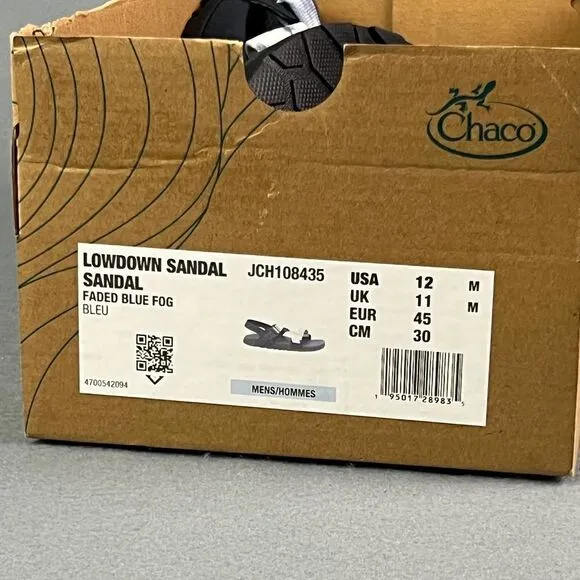 Chaco
LOWDOWN SANDAL JCH108435
SANDAL
FADED BLUE FOG
BLEU
4700542094
MENS/HOMMES
USA 12 M
UK 11 M
EUR 45
CM 30
1 95017 28983 5